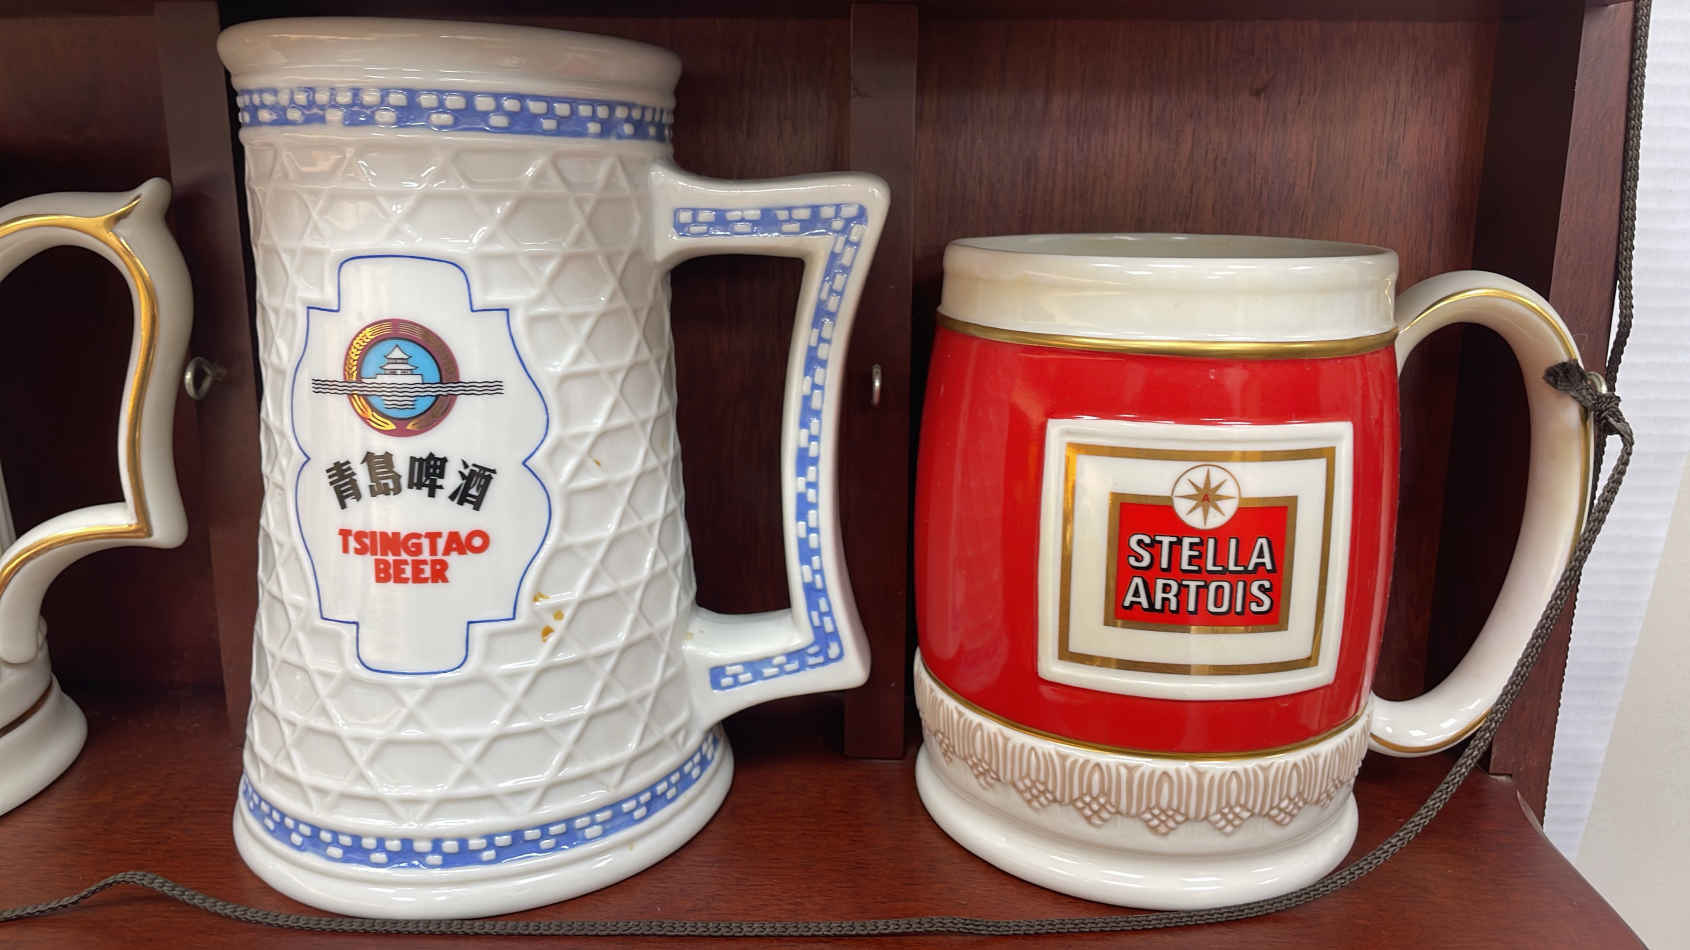 青島啤酒
TSINGTAO
BEER
A
STELLA
ARTOIS